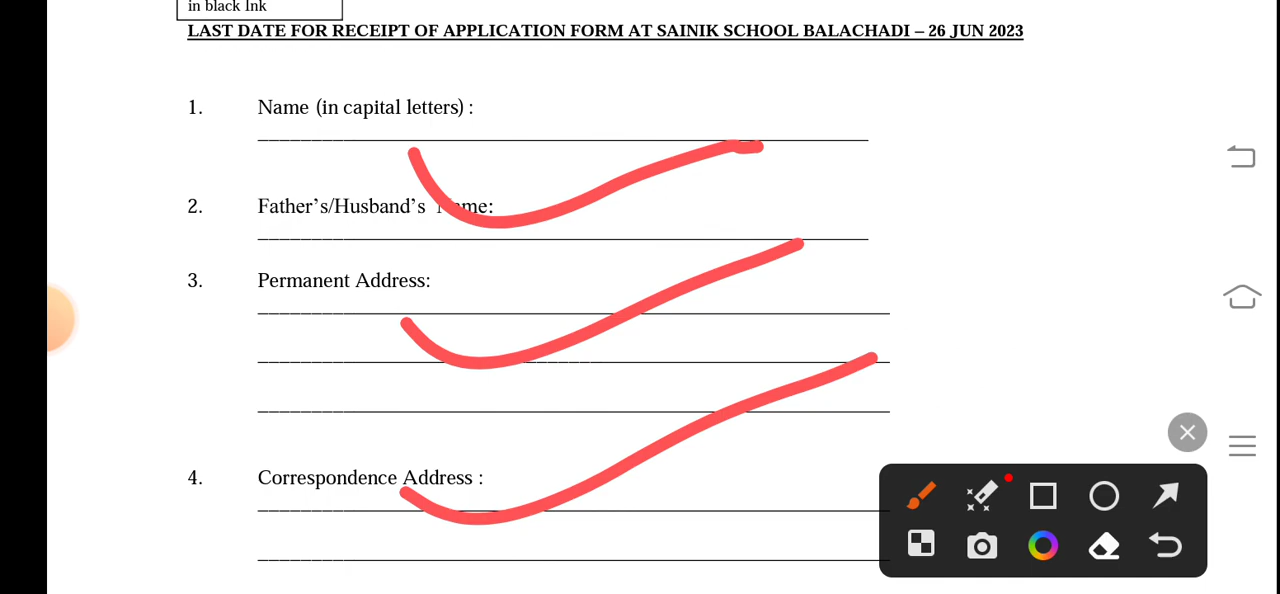 in black Ink
LAST DATE FOR RECEIPT OF APPLICATION FORM AT SAINIK SCHOOL BALACHADI – 26 JUN 2023
1. Name (in capital letters) :
2. Father’s/Husband’s Name:
3. Permanent Address:
4. Correspondence Address :